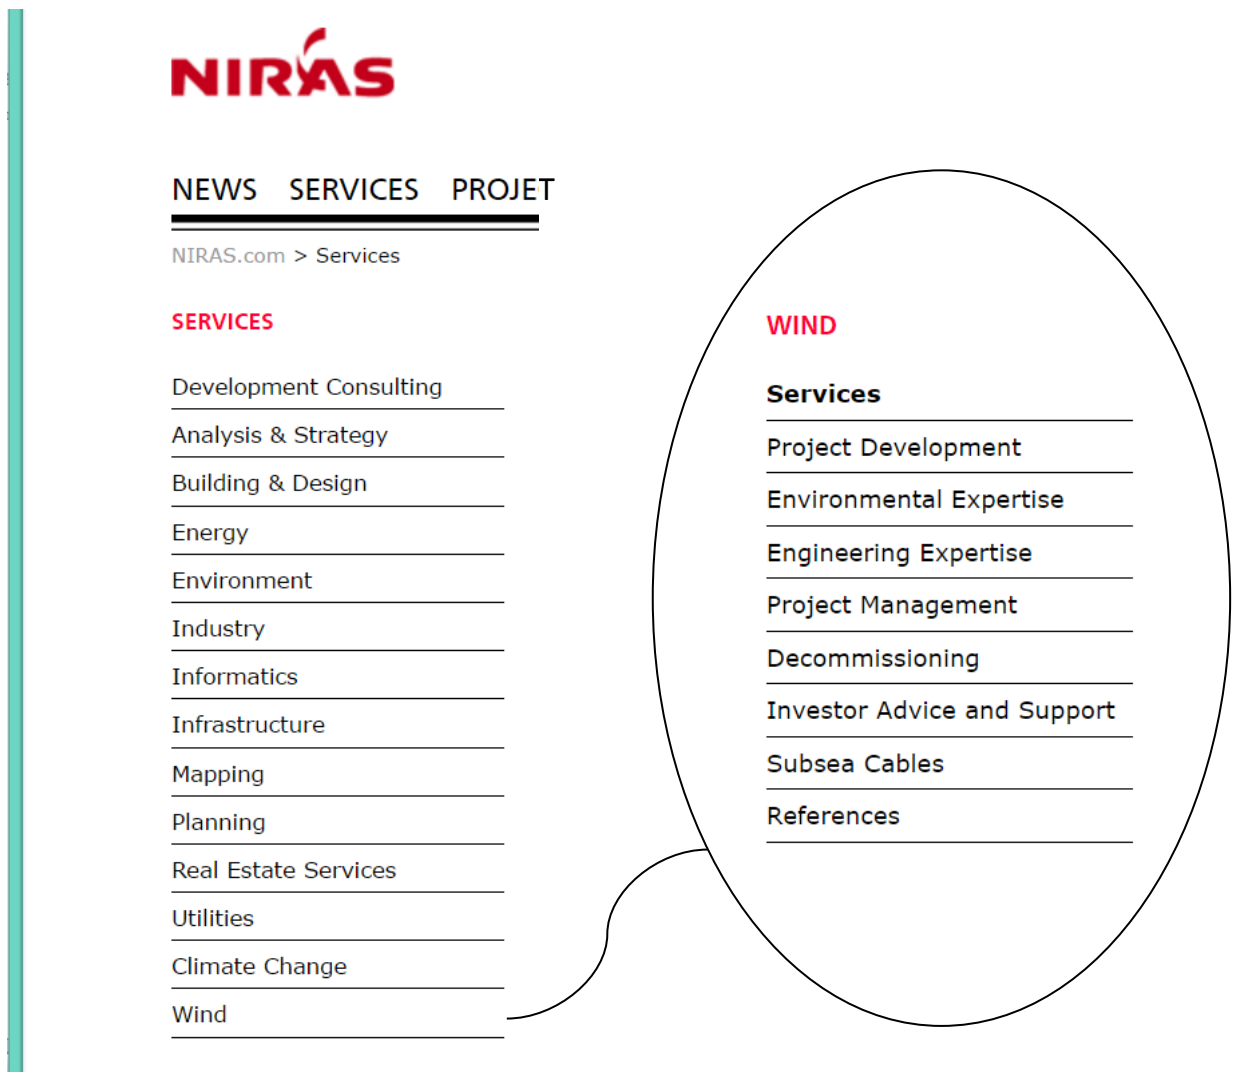 NIRAS
NEWS SERVICES PROJET
NIRAS.com > Services
SERVICES
Development Consulting
Analysis & Strategy
Building & Design
Energy
Environment
Industry
Informatics
Infrastructure
Mapping
Planning
Real Estate Services
Utilities
Climate Change
Wind
WIND
Services
Project Development
Environmental Expertise
Engineering Expertise
Project Management
Decommissioning
Investor Advice and Support
Subsea Cables
References